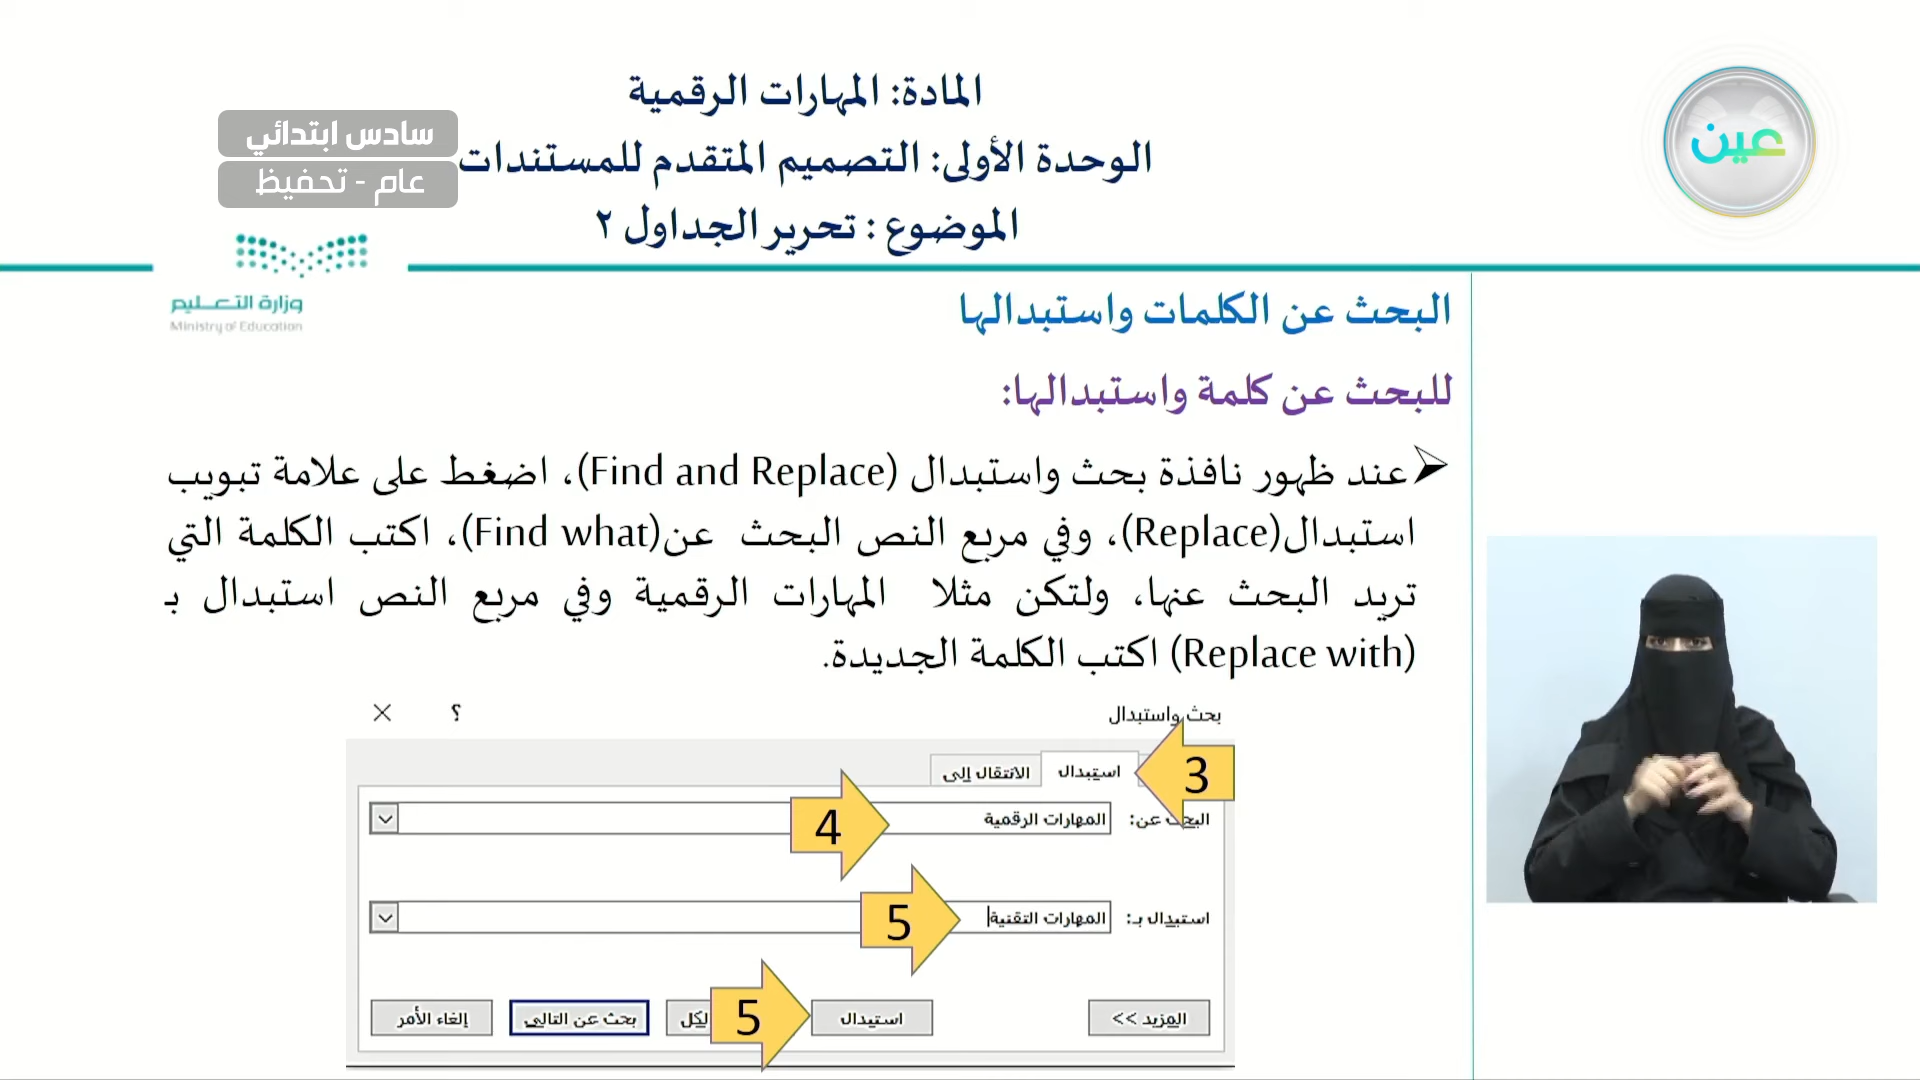 المادة: المهارات الرقمية
الوحدة الأولى: التصميم المتقدم للمستندات
الموضوع : تحرير الجداول ٢
سادس ابتدائي
عام - تحفيظ
عين
وزارة التعليم
Ministry of Education
البحث عن الكلمات واستبدالها
للبحث عن كلمة واستبدالها:
عند ظهور نافذة بحث واستبدال (Find and Replace)، اضغط على علامة تبويب
استبدال(Replace)، وفي مربع النص البحث عن(Find what)، اكتب الكلمة التي
تريد البحث عنها، ولتكن مثلا المهارات الرقمية وفي مربع النص استبدال بـ
(Replace with) اكتب الكلمة الجديدة.
بحث واستبدال ؟
3 استبدال الانتقال إلى
البحث عن: المهارات الرقمية 4
استبدال بـ: المهارات التقنية 5
المزيد >> استبدال 5 لكل بحث عن التالي إلغاء الأمر